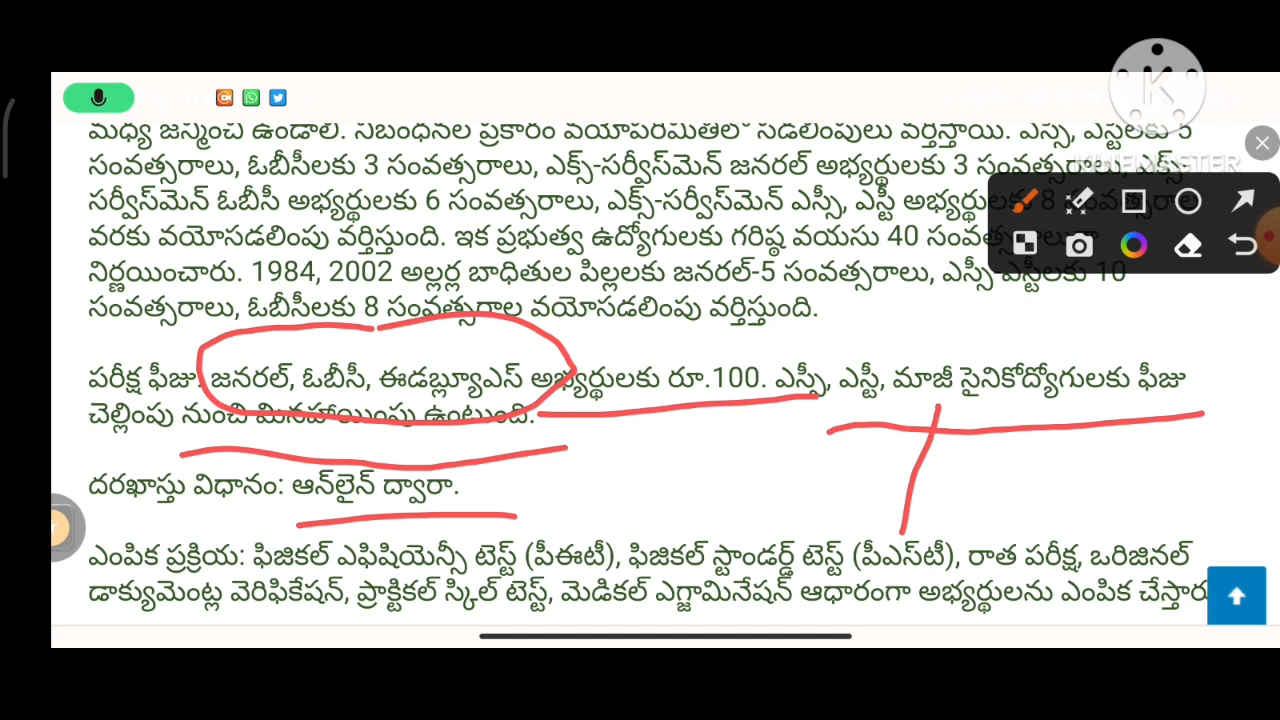 మధ్య జన్మించి ఉండాలి. నిబంధనల ప్రకారం వయోపరిమితిలో సడలింపులు వర్తిస్తాయి. ఎస్సీ, ఎస్టీలకు 5
సంవత్సరాలు, ఓబీసీలకు 3 సంవత్సరాలు, ఎక్స్-సర్వీస్‌మెన్ జనరల్ అభ్యర్థులకు 3 సంవత్సరాలు, ఎక్స్-
సర్వీస్‌మెన్ ఓబీసీ అభ్యర్థులకు 6 సంవత్సరాలు, ఎక్స్-సర్వీస్‌మెన్ ఎస్సీ, ఎస్టీ అభ్యర్థులకు 8 సంవత్సరాల
వరకు వయోసడలింపు వర్తిస్తుంది. ఇక ప్రభుత్వ ఉద్యోగులకు గరిష్ఠ వయసు 40
నిర్ణయించారు. 1984, 2002 అల్లర్ల బాధితుల పిల్లలకు జనరల్-5 సంవత్సరాలు, ఎస్సీ ఎస్టీలకు 10
సంవత్సరాలు, ఓబీసీలకు 8 సంవత్సరాల వయోసడలింపు వర్తిస్తుంది.
పరీక్ష ఫీజు: జనరల్, ఓబీసీ, ఈడబ్ల్యూఎస్ అభ్యర్థులకు రూ.100. ఎస్సీ, ఎస్టీ, మాజీ సైనికోద్యోగులకు ఫీజు
చెల్లింపు నుంచి మినహాయింపు ఉంటుంది.
దరఖాస్తు విధానం: ఆన్‌లైన్ ద్వారా.
ఎంపిక ప్రక్రియ: ఫిజికల్ ఎఫిషియెన్సీ టెస్ట్ (పీఈటీ), ఫిజికల్ స్టాండర్డ్ టెస్ట్ (పీఎస్‌టీ), రాత పరీక్ష, ఒరిజినల్
డాక్యుమెంట్ల వెరిఫికేషన్, ప్రాక్టికల్ స్కిల్ టెస్ట్, మెడికల్ ఎగ్జామినేషన్ ఆధారంగా అభ్యర్థులను ఎంపిక చేస్తారు
K
KINEMASTER